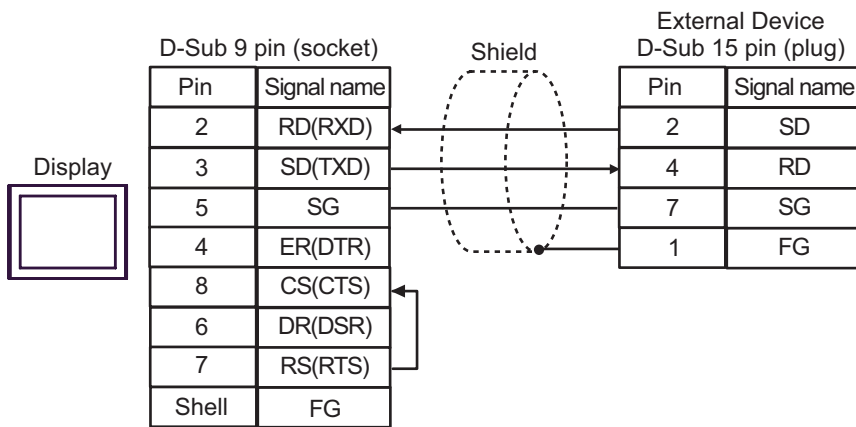 External Device
D-Sub 9 pin (socket) Shield D-Sub 15 pin (plug)
Pin Signal name Pin Signal name
2 RD(RXD) 2 SD
Display 3 SD(TXD) 4 RD
5 SG 7 SG
4 ER(DTR) 1 FG
8 CS(CTS)
6 DR(DSR)
7 RS(RTS)
Shell FG